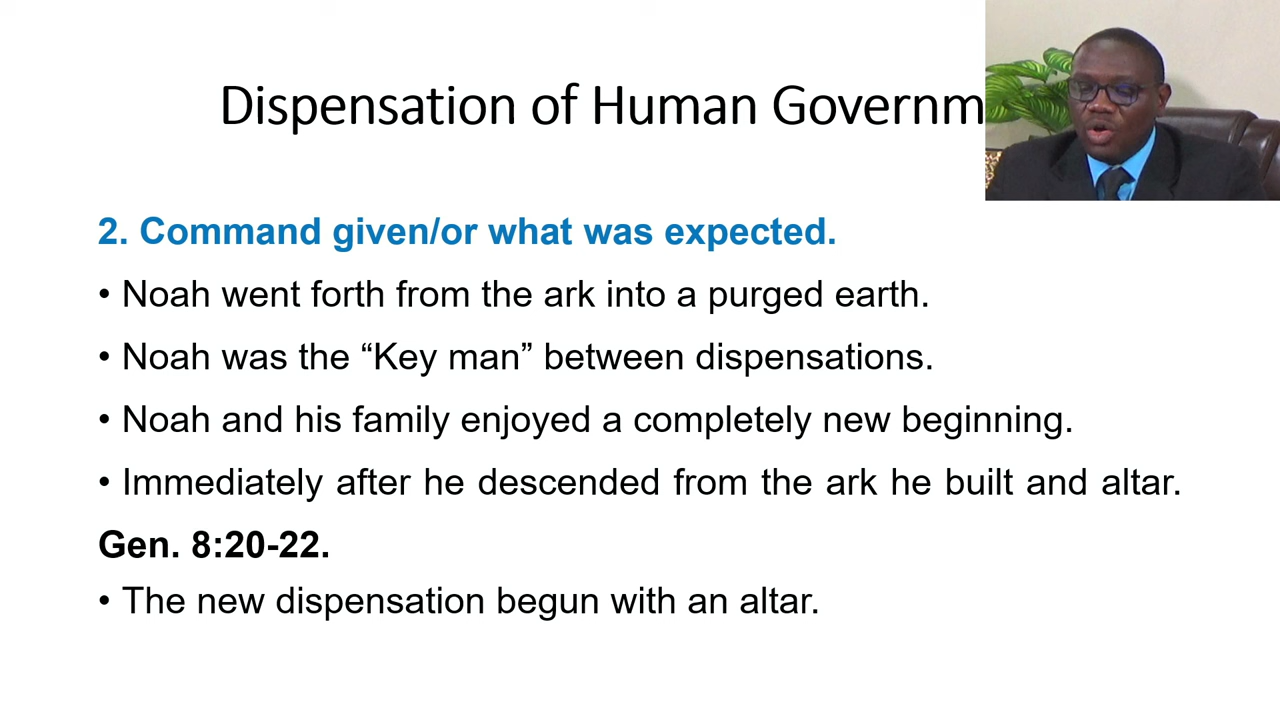 Dispensation of Human Governm
2. Command given/or what was expected.
• Noah went forth from the ark into a purged earth.
• Noah was the “Key man” between dispensations.
• Noah and his family enjoyed a completely new beginning.
• Immediately after he descended from the ark he built and altar.
Gen. 8:20-22.
• The new dispensation begun with an altar.